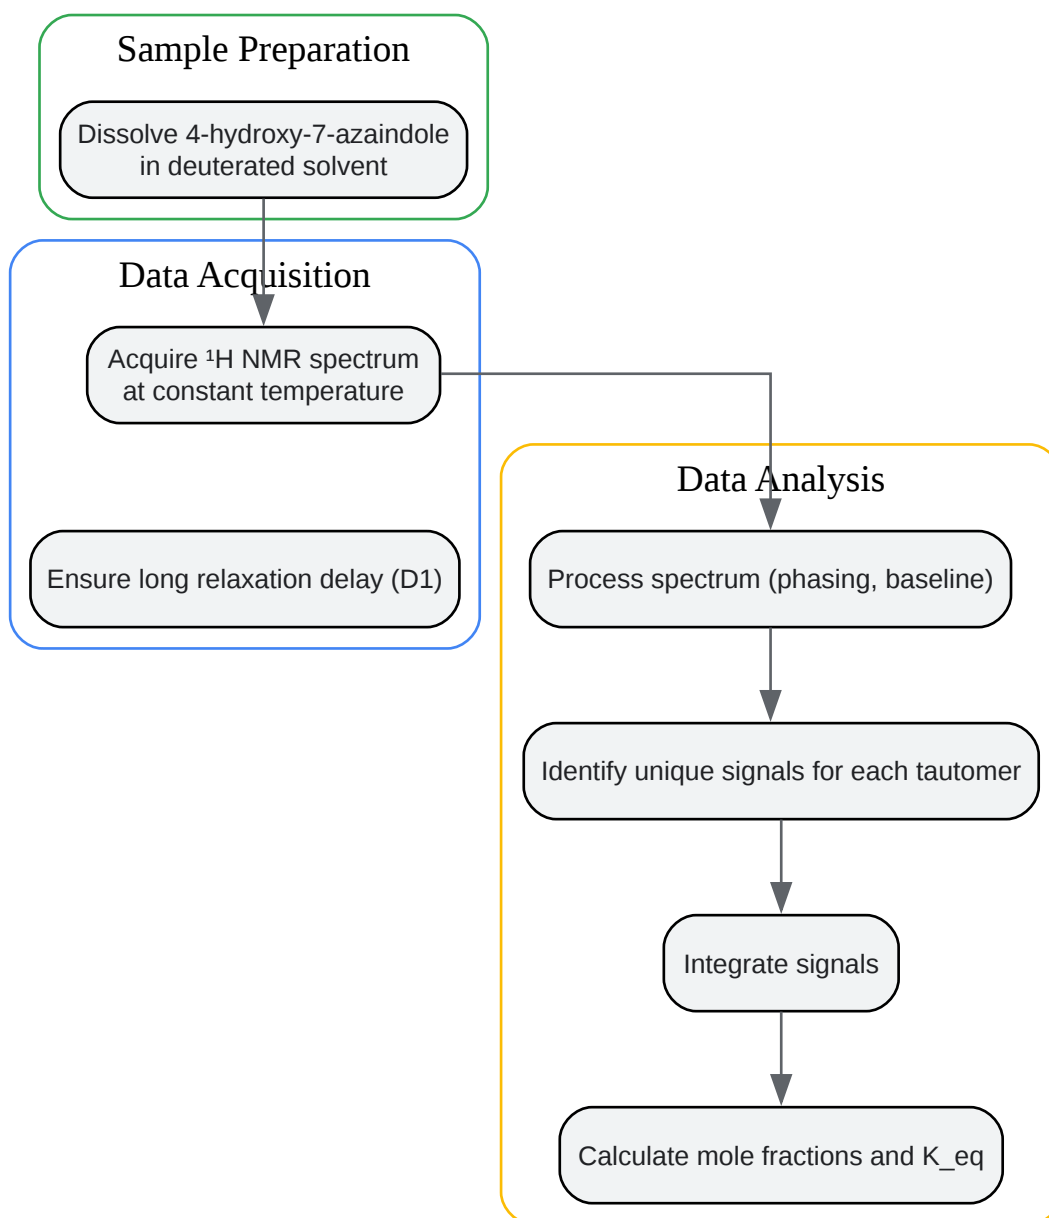 Sample Preparation
Dissolve 4-hydroxy-7-azaindole
in deuterated solvent
Data Acquisition
Acquire ¹H NMR spectrum
at constant temperature
Ensure long relaxation delay (D1)
Data Analysis
Process spectrum (phasing, baseline)
Identify unique signals for each tautomer
Integrate signals
Calculate mole fractions and K_eq